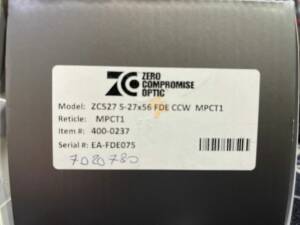 ZC
ZERO
COMPROMISE
OPTIC
Model: ZC527 5-27x56 FDE CCW MPCT1
Reticle: MPCT1
Item #: 400-0237
Serial #: EA-FDE075
7020780